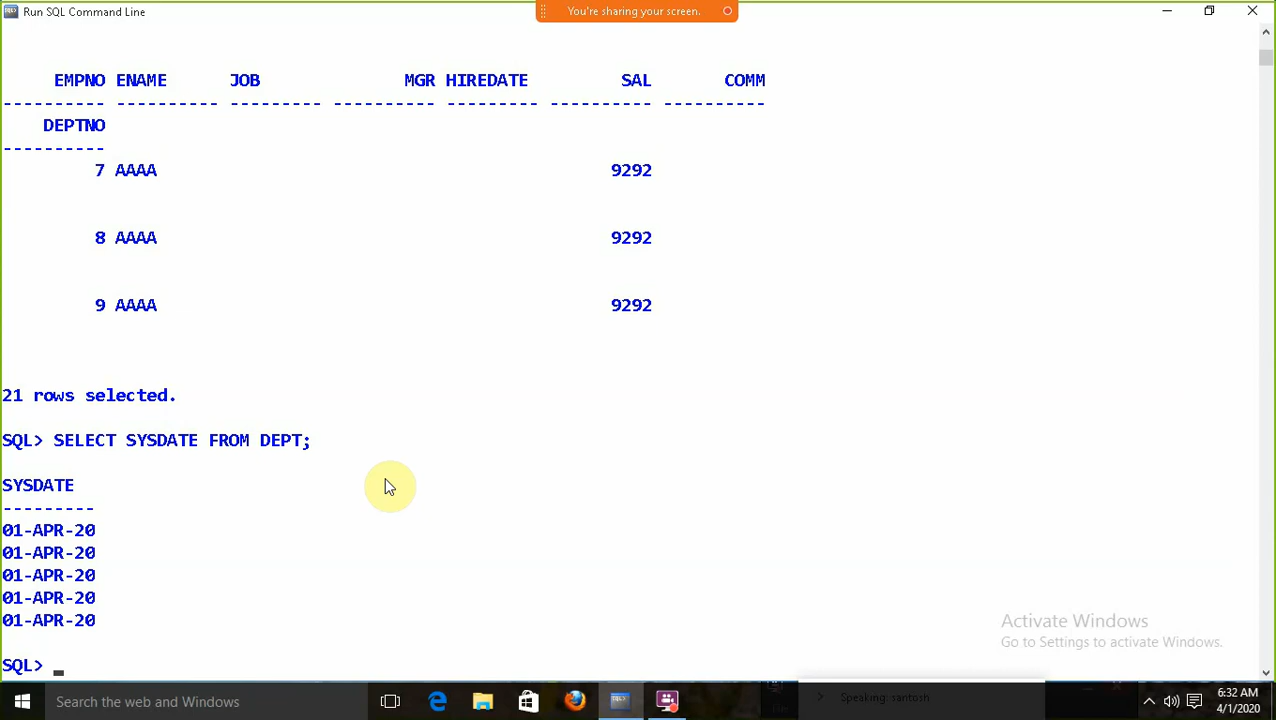 Run SQL Command Line
You're sharing your screen.
EMPNO ENAME JOB MGR HIREDATE SAL COMM
---------- ---------- --------- ---------- --------- ---------- ----------
DEPTNO
----------
7 AAAA 9292
8 AAAA 9292
9 AAAA 9292
21 rows selected.
SQL> SELECT SYSDATE FROM DEPT;
SYSDATE
---------
01-APR-20
01-APR-20
01-APR-20
01-APR-20
01-APR-20
SQL>
Activate Windows
Go to Settings to activate Windows.
Search the web and Windows
Speaking: santosh
6:32 AM
4/1/2020